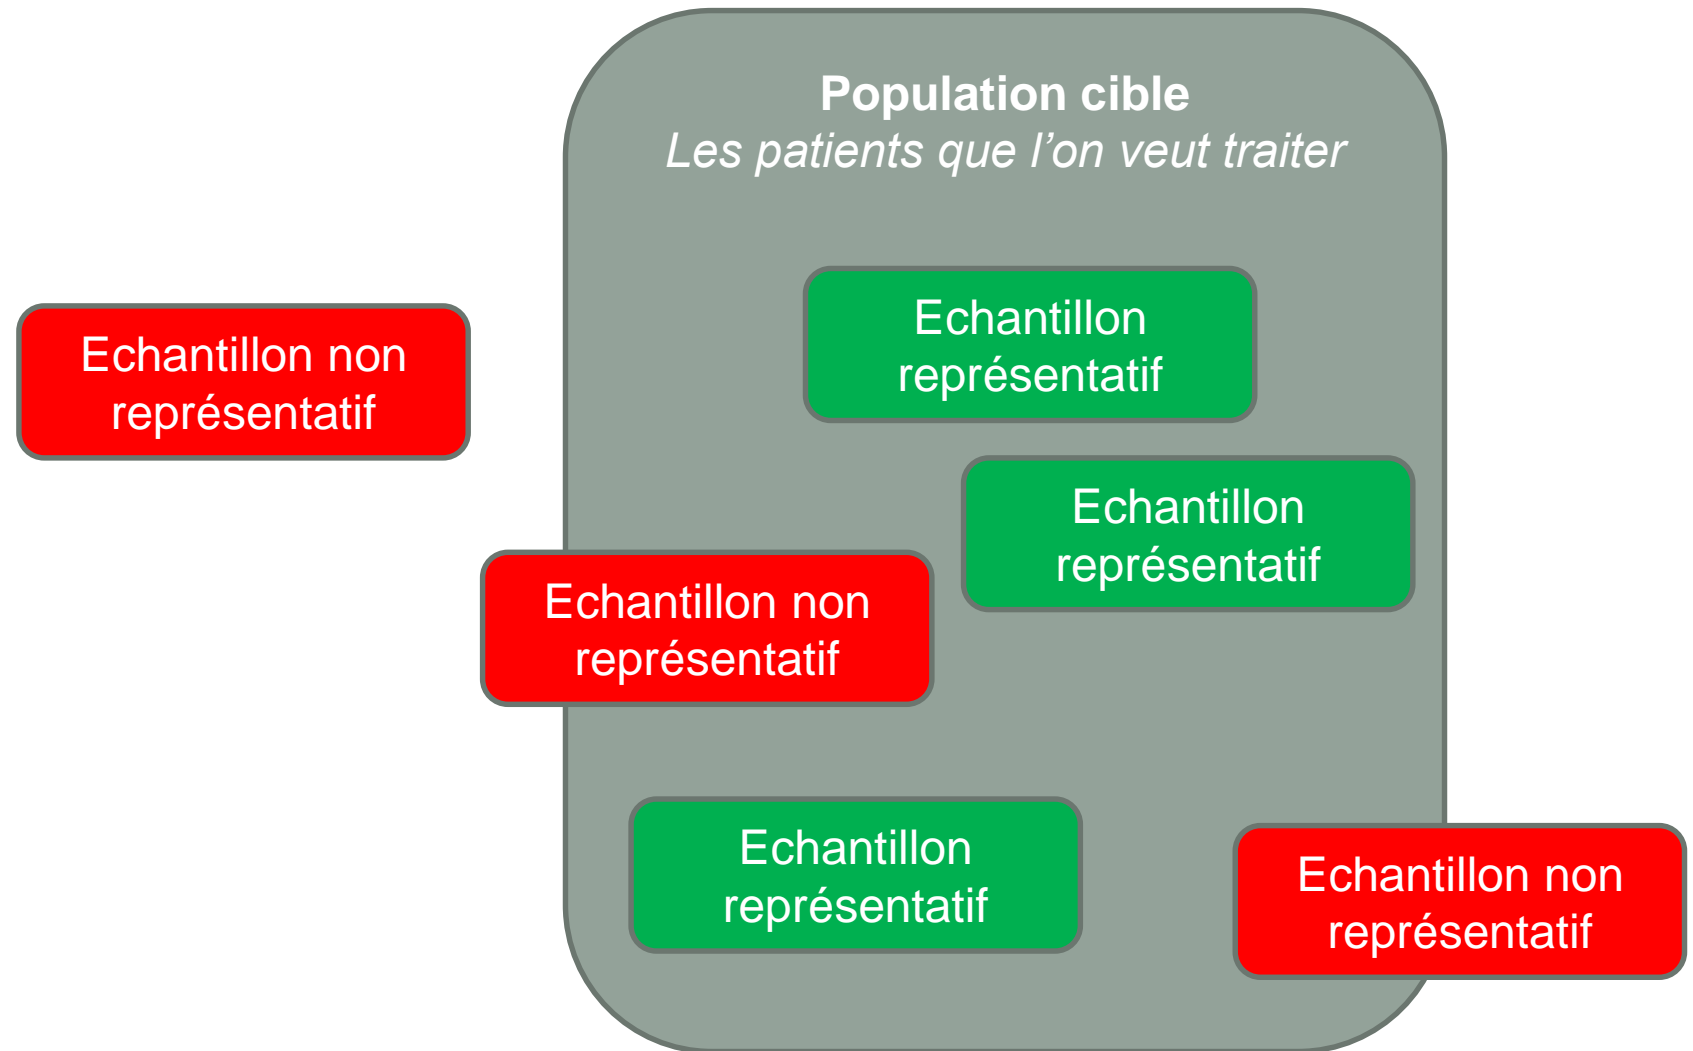 Population cible
Les patients que l’on veut traiter
Echantillon
représentatif
Echantillon non
représentatif
Echantillon
représentatif
Echantillon non
représentatif
Echantillon
représentatif
Echantillon non
représentatif